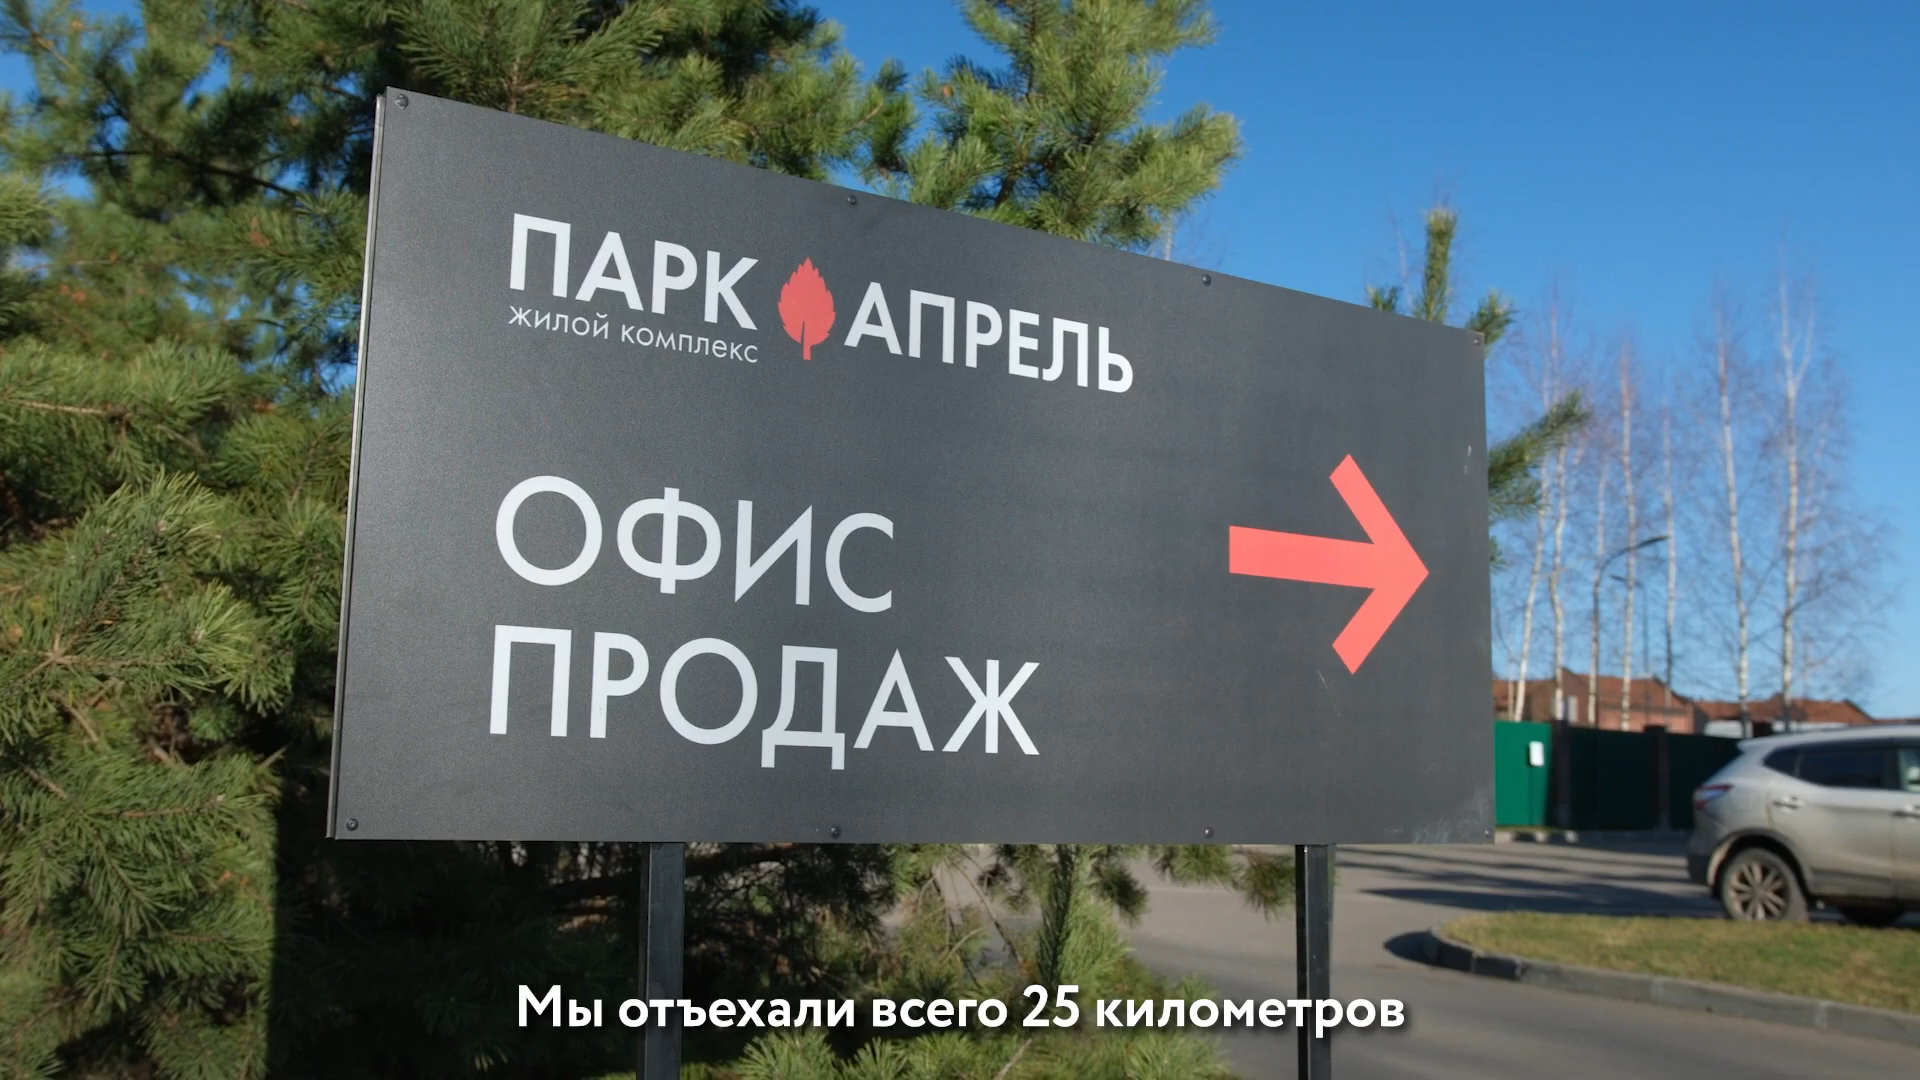 ПАРК АПРЕЛЬ
жилой комплекс
ОФИС
ПРОДАЖ
Мы отъехали всего 25 километров